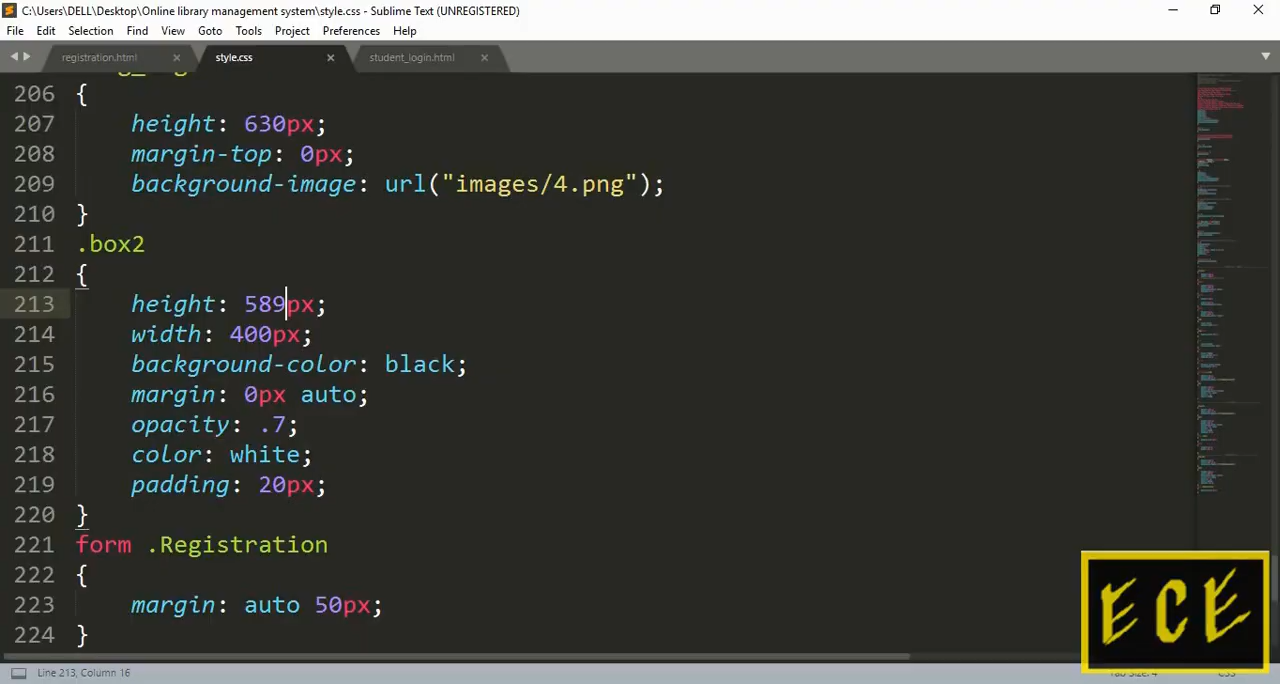 C:\Users\DELL\Desktop\Online library management system\style.css - Sublime Text (UNREGISTERED)
File Edit Selection Find View Goto Tools Project Preferences Help
registration.html style.css student_login.html
206 {
207 height: 630px;
208 margin-top: 0px;
209 background-image: url("images/4.png");
210 }
211 .box2
212 {
213 height: 589px;
214 width: 400px;
215 background-color: black;
216 margin: 0px auto;
217 opacity: .7;
218 color: white;
219 padding: 20px;
220 }
221 form .Registration
222 {
223 margin: auto 50px;
224 }
ECE
Line 213, Column 16